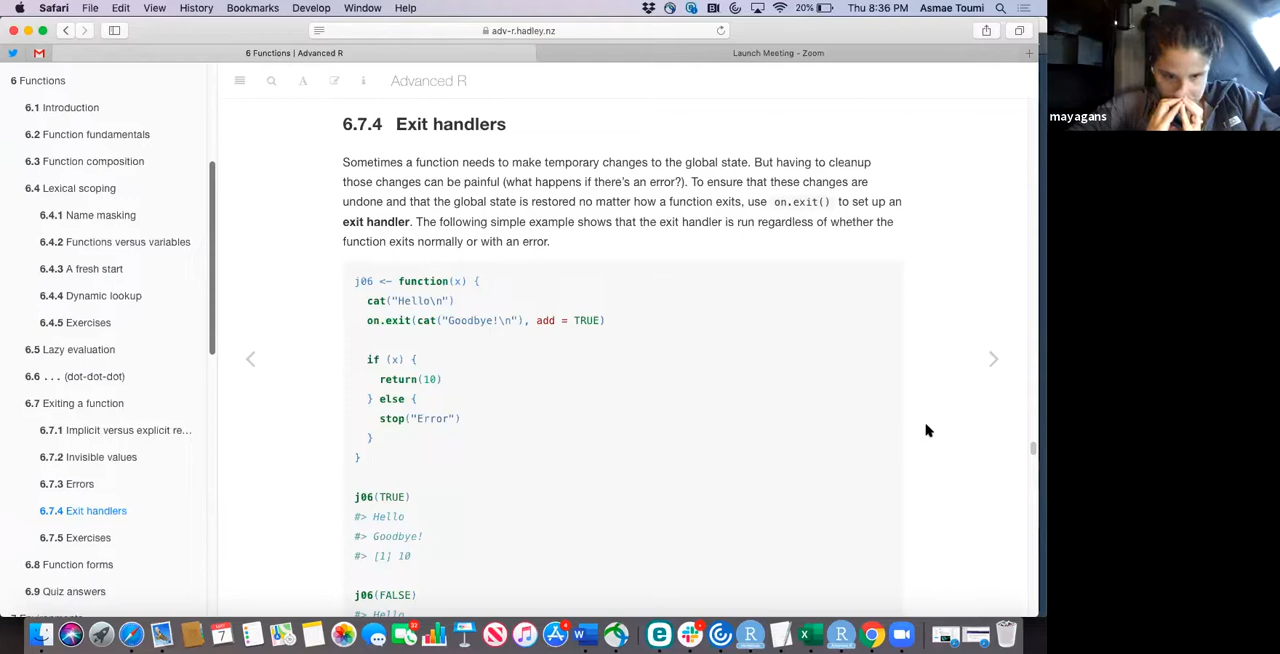 Safari File Edit View History Bookmarks Develop Window Help 20% Thu 8:36 PM Asmae Toumi
adv-r.hadley.nz
6 Functions | Advanced R
Launch Meeting - Zoom
6 Functions
6.1 Introduction
6.2 Function fundamentals
6.3 Function composition
6.4 Lexical scoping
6.4.1 Name masking
6.4.2 Functions versus variables
6.4.3 A fresh start
6.4.4 Dynamic lookup
6.4.5 Exercises
6.5 Lazy evaluation
6.6 ... (dot-dot-dot)
6.7 Exiting a function
6.7.1 Implicit versus explicit re...
6.7.2 Invisible values
6.7.3 Errors
6.7.4 Exit handlers
6.7.5 Exercises
6.8 Function forms
6.9 Quiz answers
Advanced R
6.7.4 Exit handlers
Sometimes a function needs to make temporary changes to the global state. But having to cleanup
those changes can be painful (what happens if there's an error?). To ensure that these changes are
undone and that the global state is restored no matter how a function exits, use on.exit() to set up an
exit handler. The following simple example shows that the exit handler is run regardless of whether the
function exits normally or with an error.
j06 <- function(x) {
cat("Hello\n")
on.exit(cat("Goodbye!\n"), add = TRUE)
if (x) {
return(10)
} else {
stop("Error")
}
}
j06(TRUE)
#> Hello
#> Goodbye!
#> [1] 10
j06(FALSE)
#> Hello
mayagans